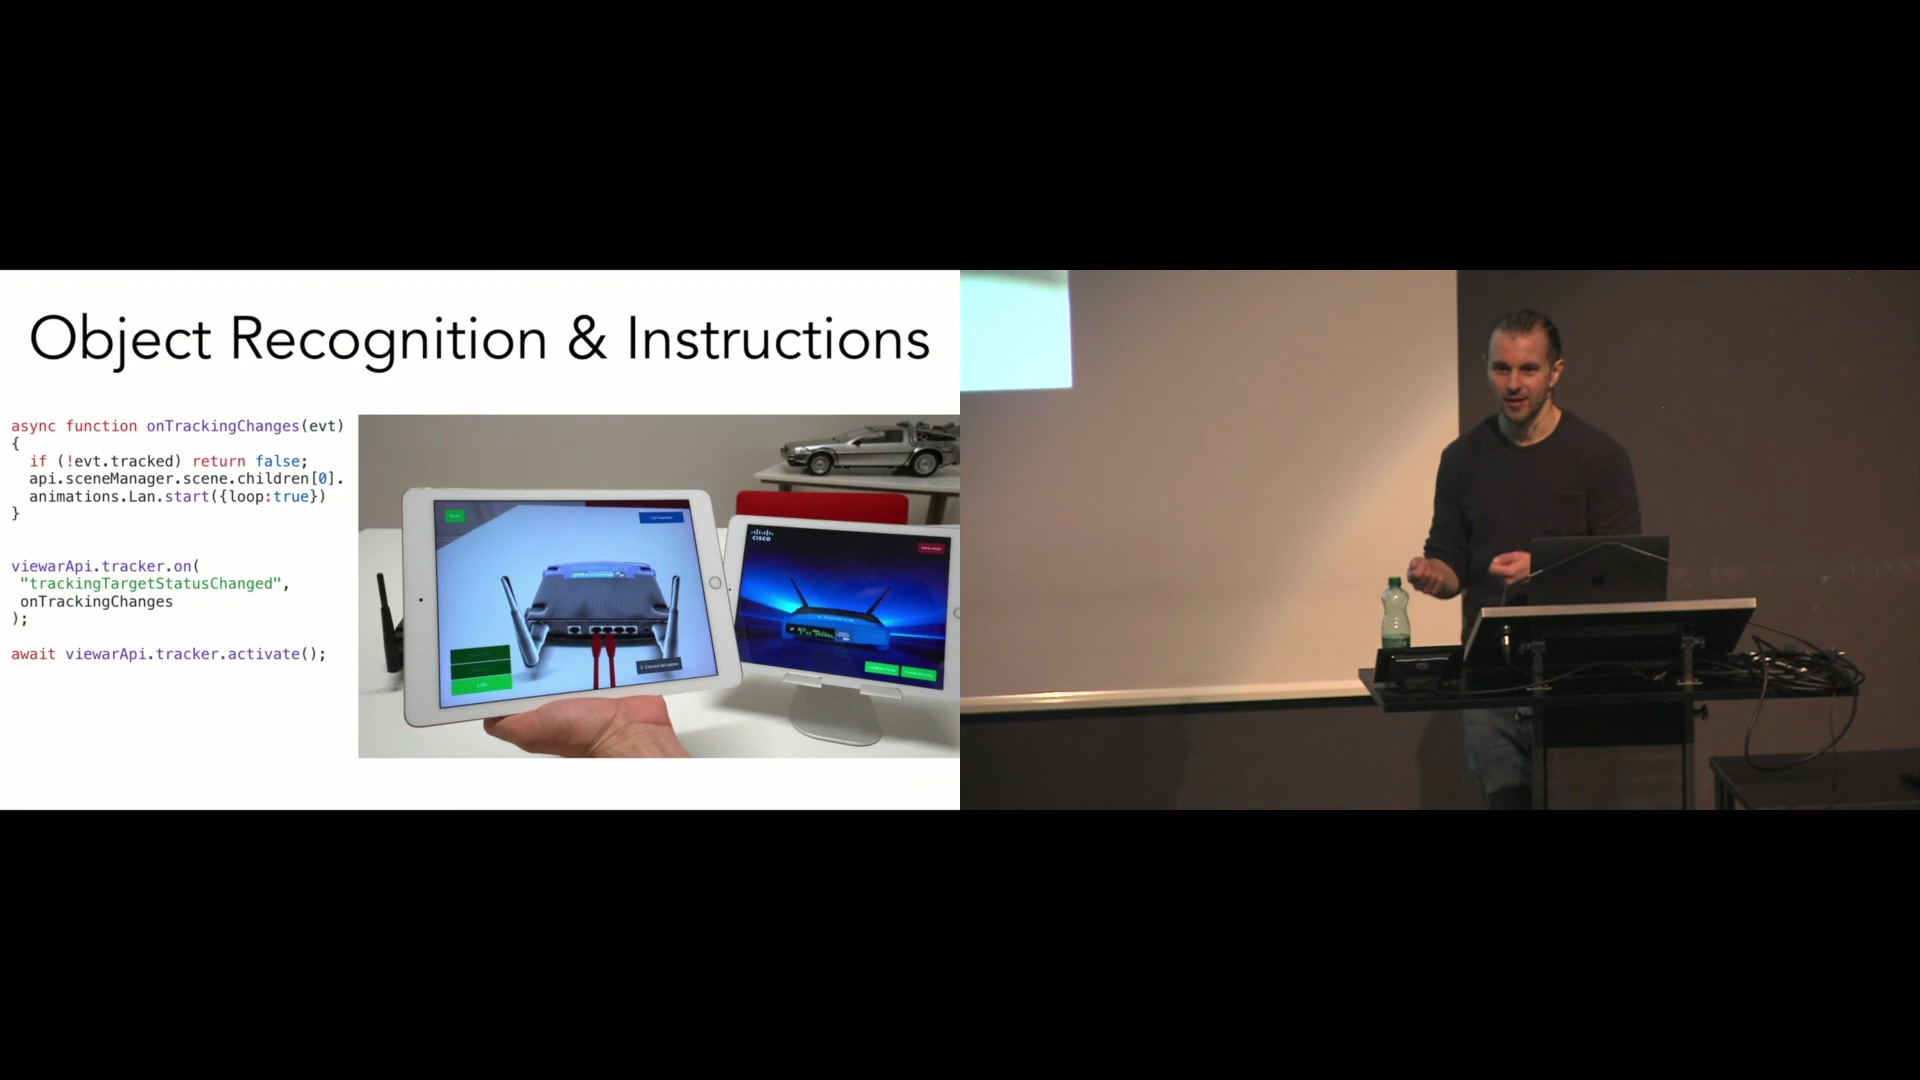 Object Recognition & Instructions
async function onTrackingChanges(evt)
{
if (!evt.tracked) return false;
api.sceneManager.scene.children[0].
animations.Lan.start({loop:true})
}
viewarApi.tracker.on(
"trackingTargetStatusChanged",
onTrackingChanges
);
await viewarApi.tracker.activate();
CISCO
LAN